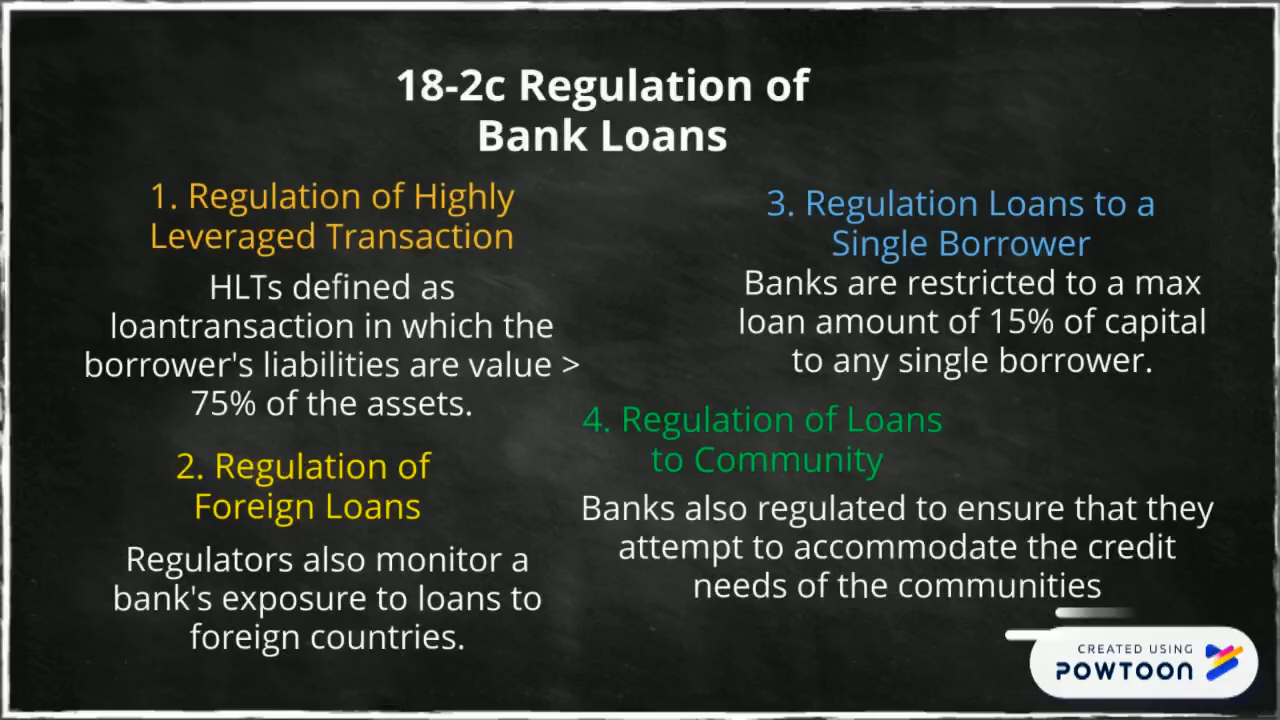 18-2c Regulation of
Bank Loans
1. Regulation of Highly
Leveraged Transaction
HLTs defined as
loantransaction in which the
borrower's liabilities are value >
75% of the assets.
2. Regulation of
Foreign Loans
Regulators also monitor a
bank's exposure to loans to
foreign countries.
3. Regulation Loans to a
Single Borrower
Banks are restricted to a max
loan amount of 15% of capital
to any single borrower.
4. Regulation of Loans
to Community
Banks also regulated to ensure that they
attempt to accommodate the credit
needs of the communities
CREATED USING
POWTOON